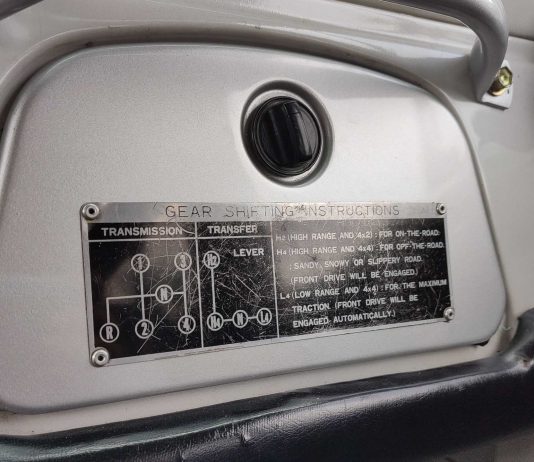 GEAR SHIFTING INSTRUCTIONS
TRANSMISSION
1 3
N
R 2 4
TRANSFER
LEVER
H2
H4 N L4
H2 (HIGH RANGE AND 4x2) : FOR ON-THE-ROAD.
H4 (HIGH RANGE AND 4x4) : FOR OFF-THE-ROAD.
; SANDY, SNOWY OR SLIPPERY ROAD.
(FRONT DRIVE WILL BE ENGAGED.)
L4 (LOW RANGE AND 4x4) : FOR THE MAXIMUM
TRACTION. (FRONT DRIVE WILL BE
ENGAGED AUTOMATICALLY.)